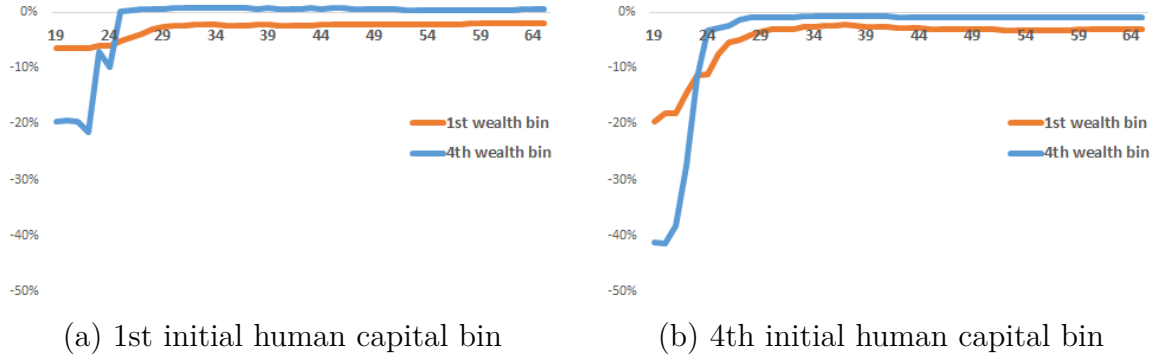 0%
19 24 29 34 39 44 49 54 59 64
-10%
-20%
-30%
-40%
-50%
1st wealth bin
4th wealth bin
(a) 1st initial human capital bin
0%
19 24 29 34 39 44 49 54 59 64
-10%
-20%
-30%
-40%
-50%
1st wealth bin
4th wealth bin
(b) 4th initial human capital bin